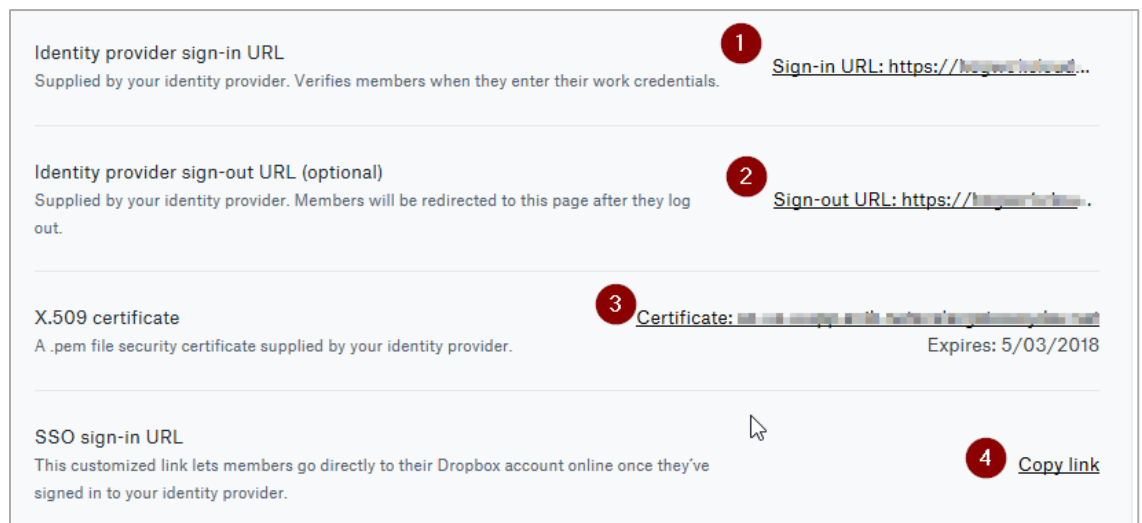 Identity provider sign-in URL
1
Sign-in URL: https://
Supplied by your identity provider. Verifies members when they enter their work credentials.
Identity provider sign-out URL (optional)
2
Supplied by your identity provider. Members will be redirected to this page after they log
Sign-out URL: https://
out.
3
X.509 certificate
Certificate:
A .pem file security certificate supplied by your identity provider.
Expires: 5/03/2018
SSO sign-in URL
This customized link lets members go directly to their Dropbox account online once they've
4
Copy link
signed in to your identity provider.